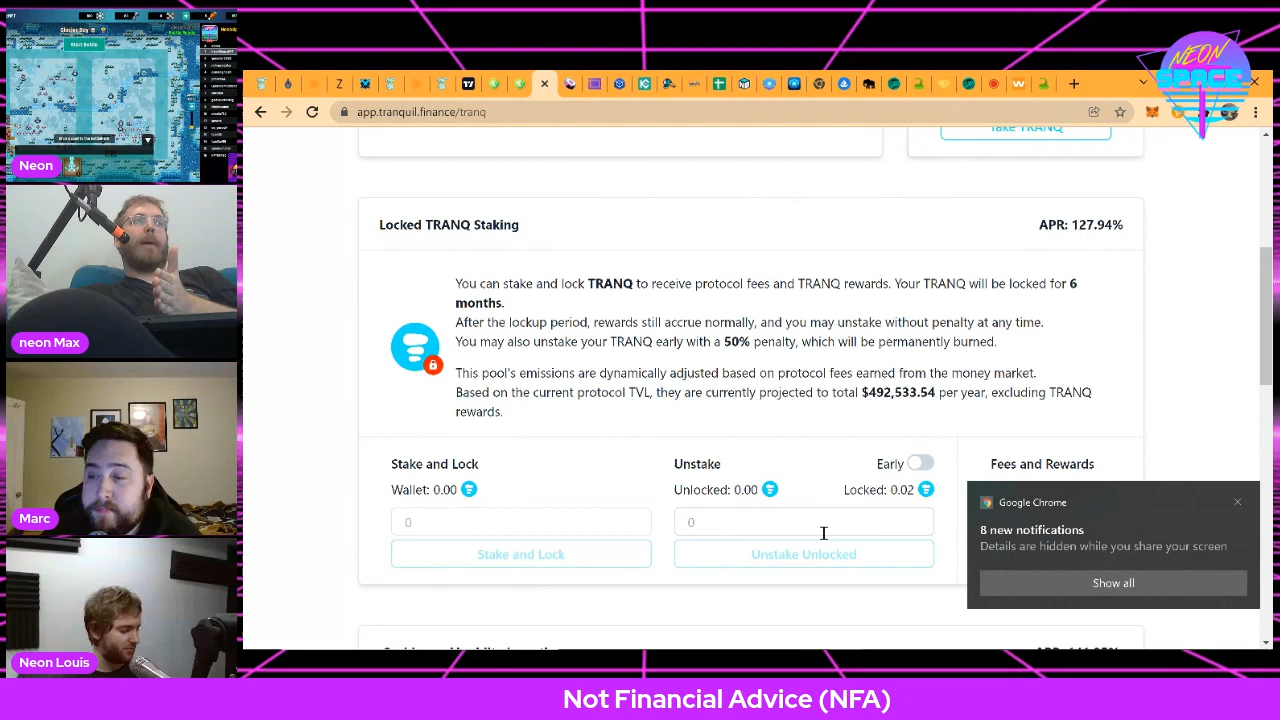 Glacier Bay
Start Battle
Neon
neon Max
Marc
Neon Louis
NEON
SPACE
app.tranquil.finance/tranq
Take TRANQ
Locked TRANQ Staking
APR: 127.94%
You can stake and lock TRANQ to receive protocol fees and TRANQ rewards. Your TRANQ will be locked for 6
months.
After the lockup period, rewards still accrue normally, and you may unstake without penalty at any time.
You may also unstake your TRANQ early with a 50% penalty, which will be permanently burned.
This pool's emissions are dynamically adjusted based on protocol fees earned from the money market.
Based on the current protocol TVL, they are currently projected to total $492,533.54 per year, excluding TRANQ
rewards.
Stake and Lock
Wallet: 0.00
0
Stake and Lock
Unstake
Early
Unlocked: 0.00
Locked: 0.02
0
Unstake Unlocked
Fees and Rewards
Google Chrome
8 new notifications
Details are hidden while you share your screen
Show all
Not Financial Advice (NFA)